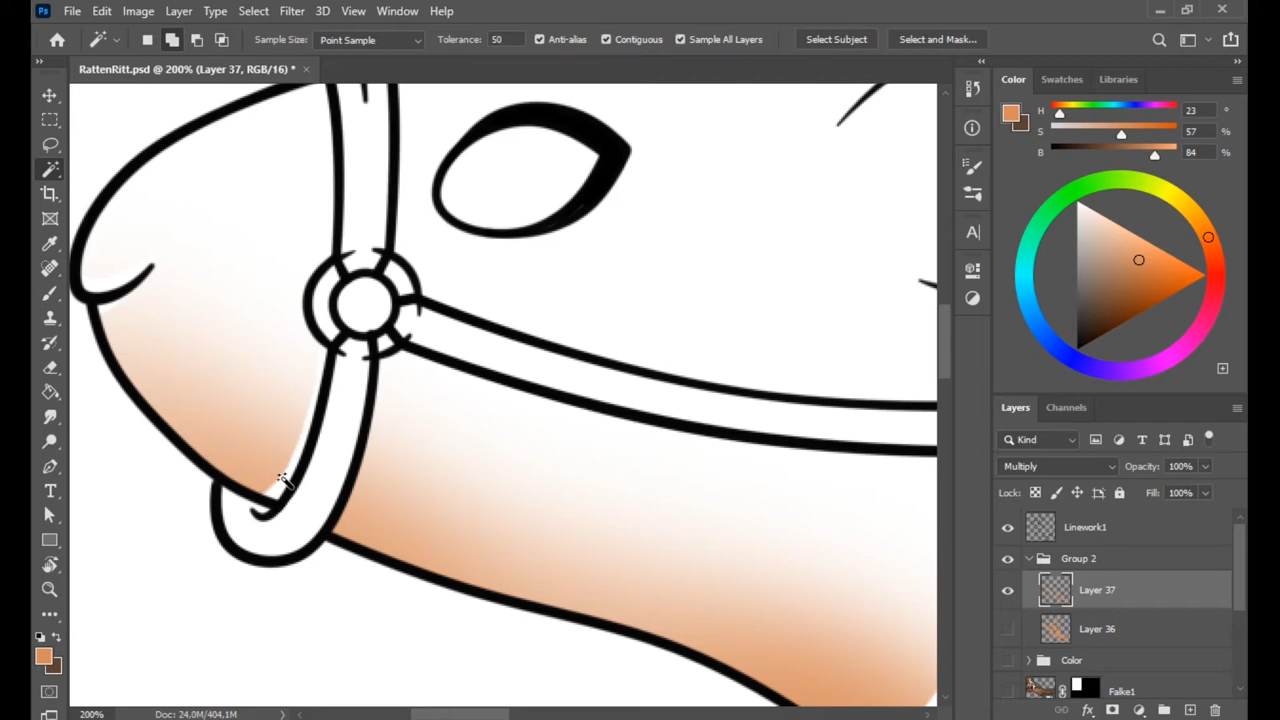 Ps File Edit Image Layer Type Select Filter 3D View Window Help
Sample Size: Point Sample Tolerance: 50 Anti-alias Contiguous Sample All Layers Select Subject Select and Mask...
RattenRitt.psd @ 200% (Layer 37, RGB/16) *
Color Swatches Libraries
H 23 °
S 57 %
B 84 %
Layers Channels
Kind
Multiply Opacity: 100%
Lock: Fill: 100%
Linework1
Group 2
Layer 37
Layer 36
Color
Falke1
200% Doc: 24,0M/404,1M